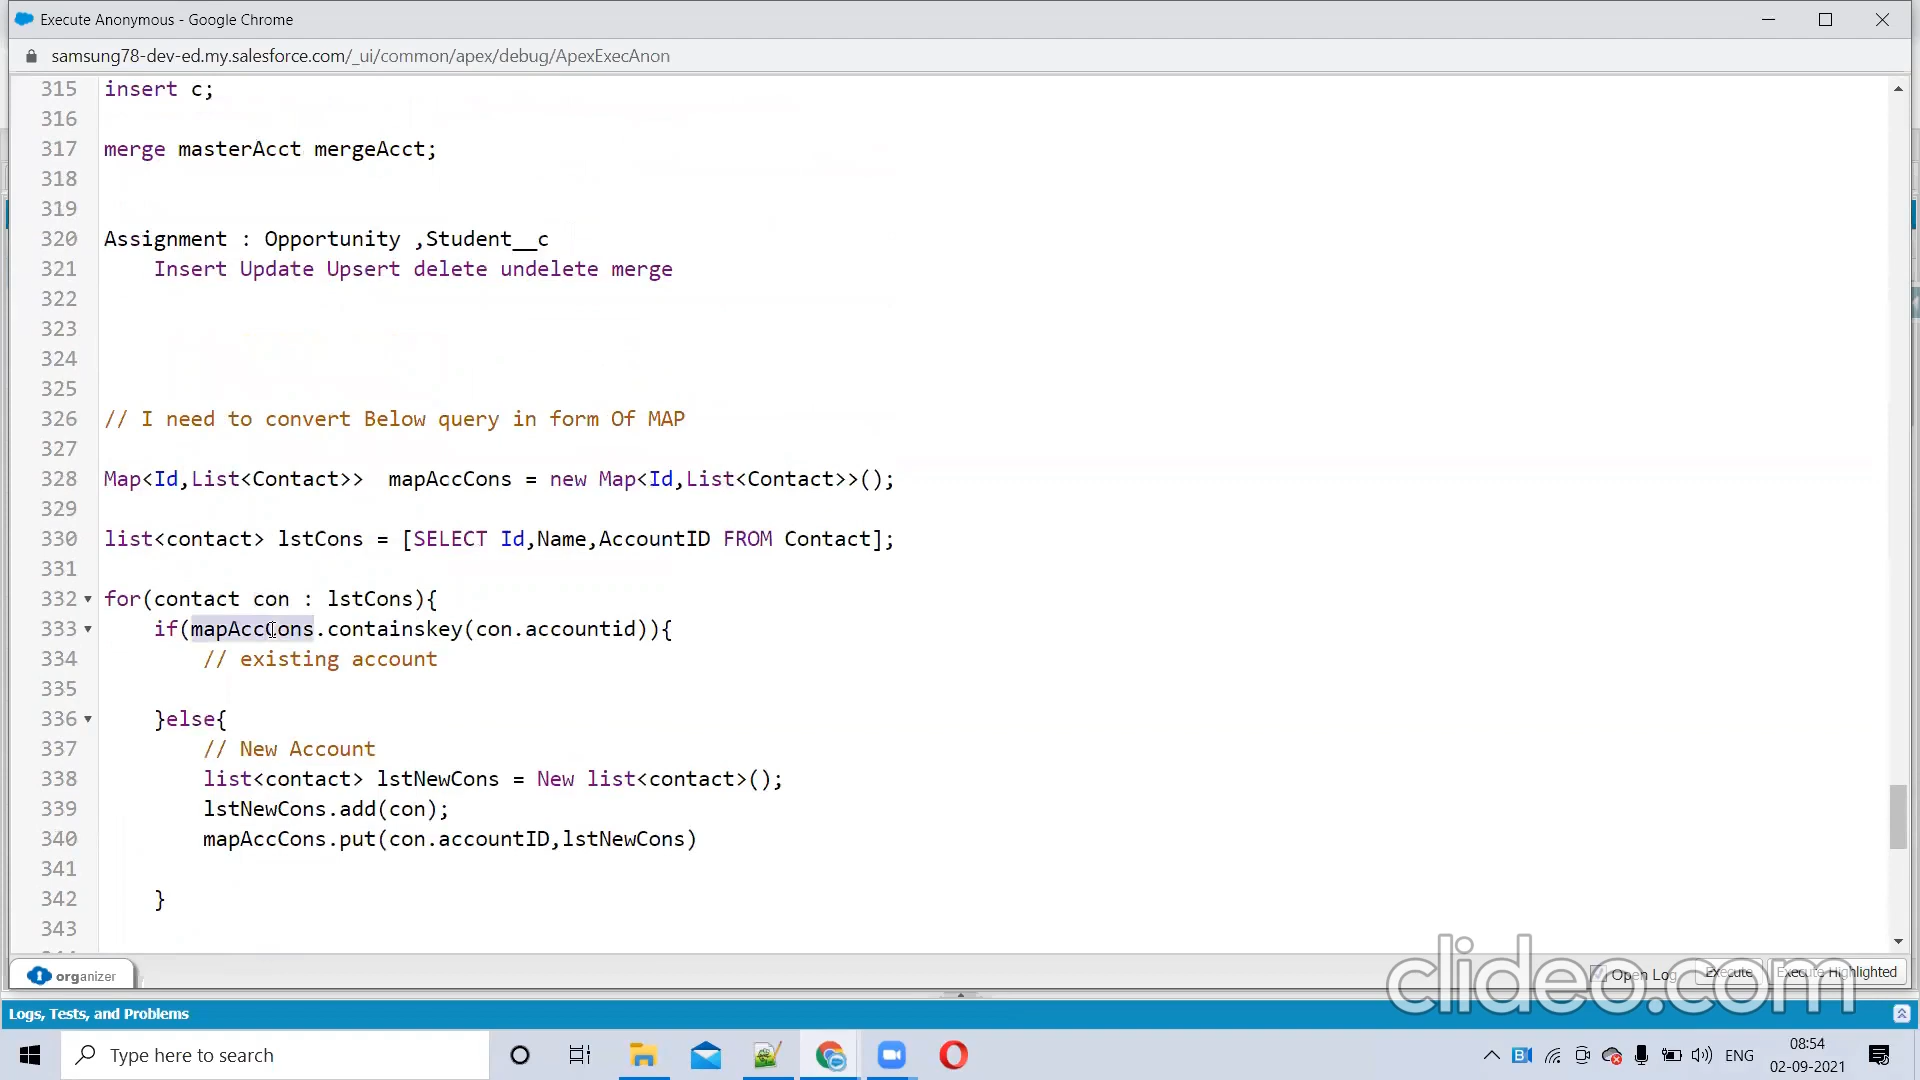 Execute Anonymous - Google Chrome
samsung78-dev-ed.my.salesforce.com/_ui/common/apex/debug/ApexExecAnon
315 insert c;
316
317 merge masterAcct mergeAcct;
318
319
320 Assignment : Opportunity ,Student__c
321 Insert Update Upsert delete undelete merge
322
323
324
325
326 // I need to convert Below query in form Of MAP
327
328 Map<Id,List<Contact>>  mapAccCons = new Map<Id,List<Contact>>();
329
330 list<contact> lstCons = [SELECT Id,Name,AccountID FROM Contact];
331
332 for(contact con : lstCons){
333 if(mapAccCons.containskey(con.accountid)){
334 // existing account
335
336 }else{
337 // New Account
338 list<contact> lstNewCons = New list<contact>();
339 lstNewCons.add(con);
340 mapAccCons.put(con.accountID,lstNewCons)
341
342 }
343
organizer
Open Log Execute Execute Highlighted
clideo.com
Logs, Tests, and Problems
Type here to search
ENG
08:54
02-09-2021